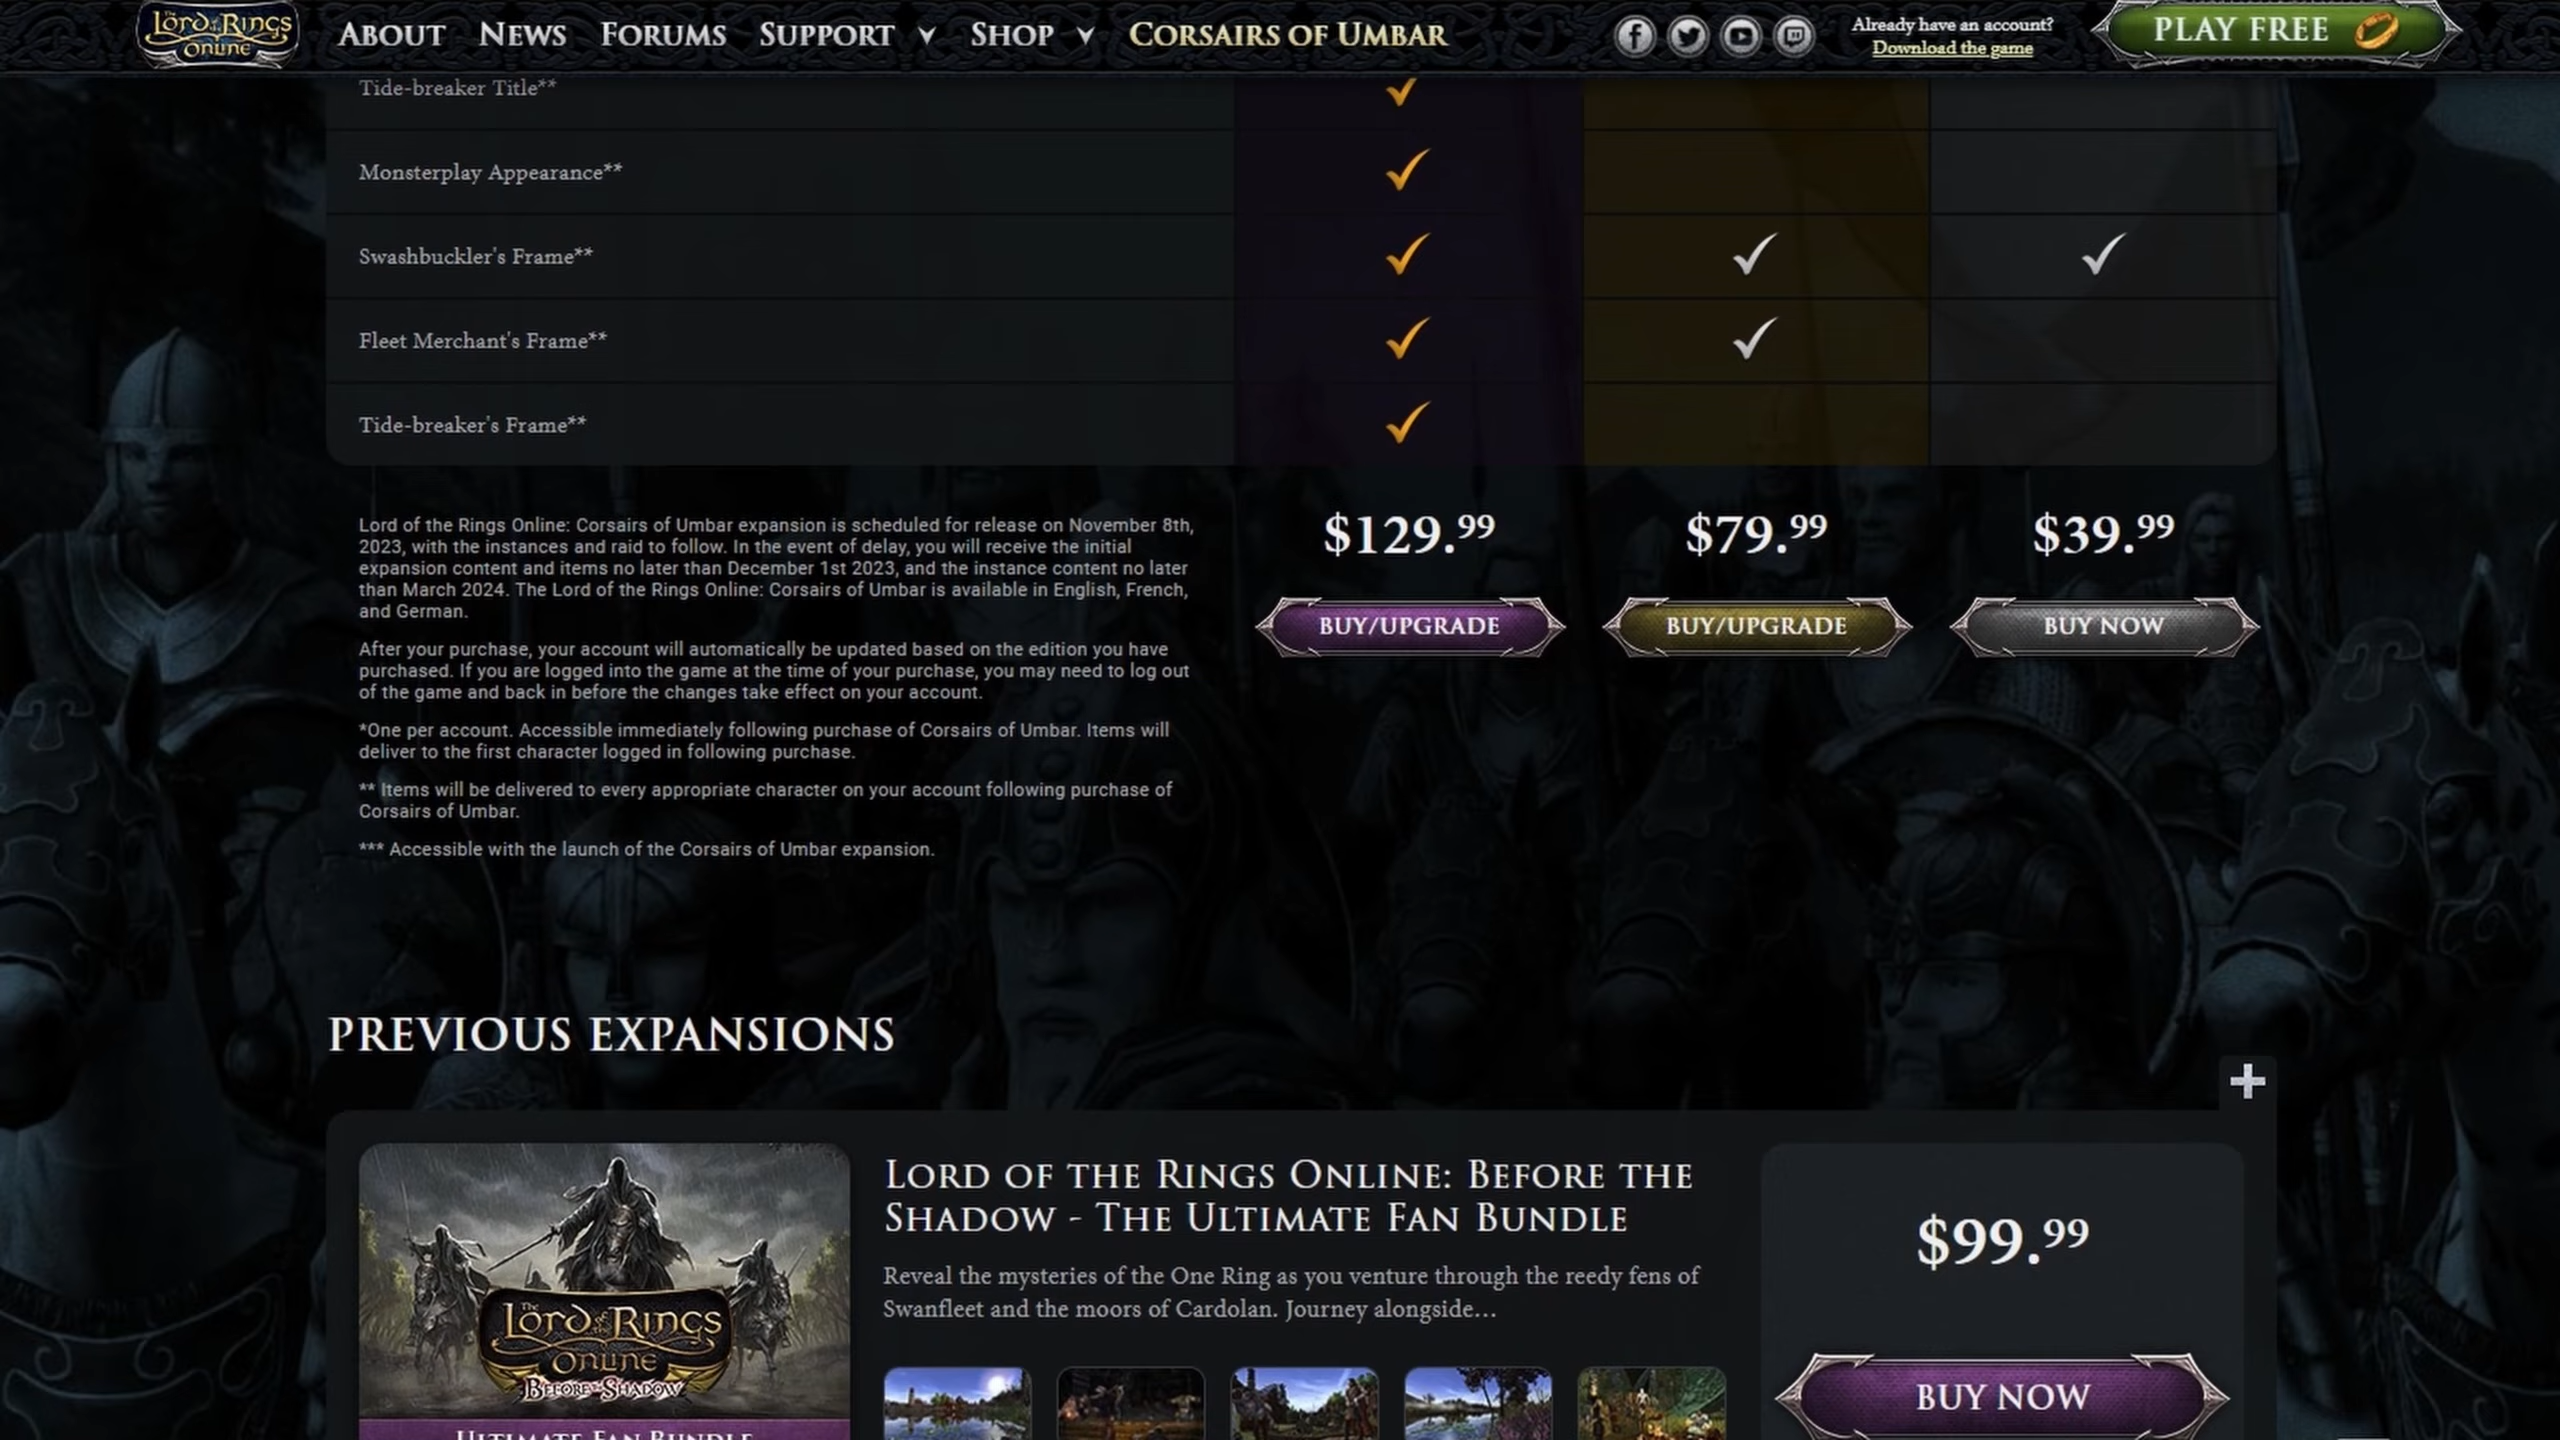 The Lord of the Rings Online
ABOUT NEWS FORUMS SUPPORT SHOP CORSAIRS OF UMBAR
Already have an account?
Download the game
PLAY FREE
Tide-breaker Title**
Monsterplay Appearance**
Swashbuckler's Frame**
Fleet Merchant's Frame**
Tide-breaker's Frame**
$129.99 $79.99 $39.99
BUY/UPGRADE BUY/UPGRADE BUY NOW
Lord of the Rings Online: Corsairs of Umbar expansion is scheduled for release on November 8th,
2023, with the instances and raid to follow. In the event of delay, you will receive the initial
expansion content and items no later than December 1st 2023, and the instance content no later
than March 2024. The Lord of the Rings Online: Corsairs of Umbar is available in English, French,
and German.
After your purchase, your account will automatically be updated based on the edition you have
purchased. If you are logged into the game at the time of your purchase, you may need to log out
of the game and back in before the changes take effect on your account.
*One per account. Accessible immediately following purchase of Corsairs of Umbar. Items will
deliver to the first character logged in following purchase.
** Items will be delivered to every appropriate character on your account following purchase of
Corsairs of Umbar.
*** Accessible with the launch of the Corsairs of Umbar expansion.
PREVIOUS EXPANSIONS
The Lord of the Rings
Online
Before the Shadow
ULTIMATE FAN BUNDLE
LORD OF THE RINGS ONLINE: BEFORE THE
SHADOW - THE ULTIMATE FAN BUNDLE
Reveal the mysteries of the One Ring as you venture through the reedy fens of
Swanfleet and the moors of Cardolan. Journey alongside...
$99.99
BUY NOW